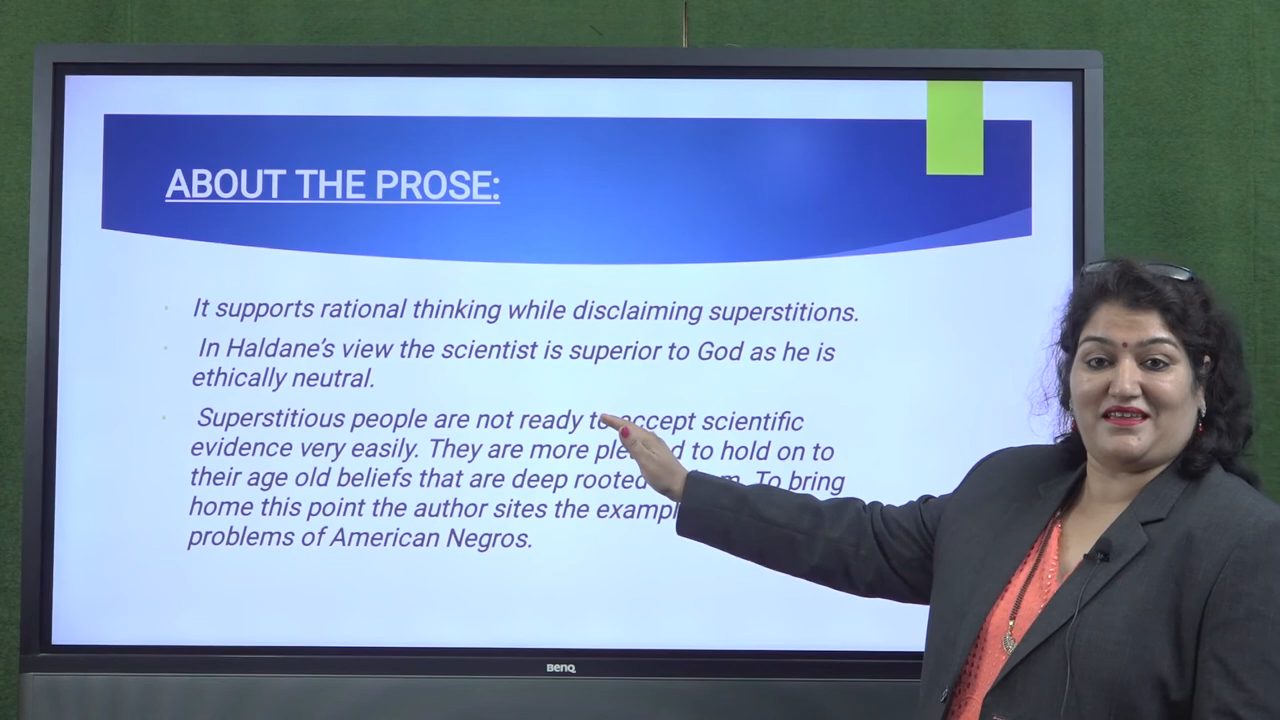 ABOUT THE PROSE:
It supports rational thinking while disclaiming superstitions.
In Haldane's view the scientist is superior to God as he is
ethically neutral.
Superstitious people are not ready to accept scientific
evidence very easily. They are more to hold on to
their age old beliefs that are deep rooted To bring
home this point the author sites the
problems of American Negros.
BenQ